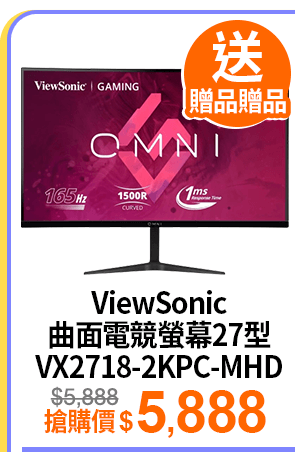 送
贈品贈品
ViewSonic | GAMING
OMNI
165Hz
1500R
CURVED
1ms
Response Time
OMNI
ViewSonic
曲面電競螢幕27型
VX2718-2KPC-MHD
$5,888
搶購價$5,888